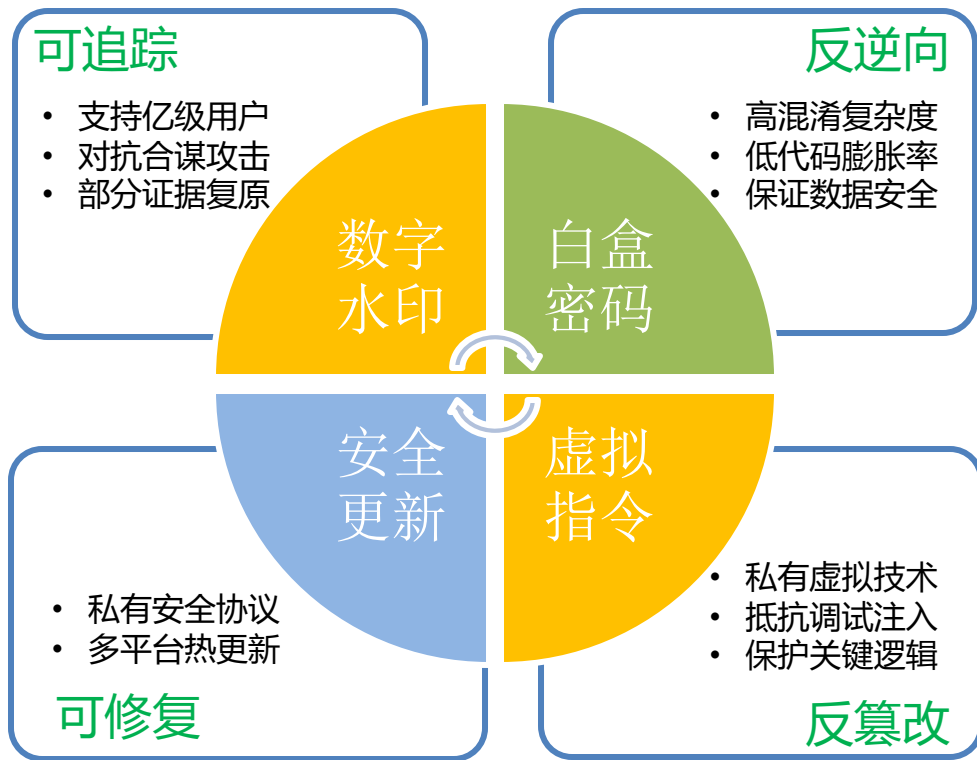 可追踪
• 支持亿级用户
• 对抗合谋攻击
• 部分证据复原
反逆向
• 高混淆复杂度
• 低代码膨胀率
• 保证数据安全
数字
水印
白盒
密码
安全
更新
虚拟
指令
• 私有安全协议
• 多平台热更新
可修复
• 私有虚拟技术
• 抵抗调试注入
• 保护关键逻辑
反篡改